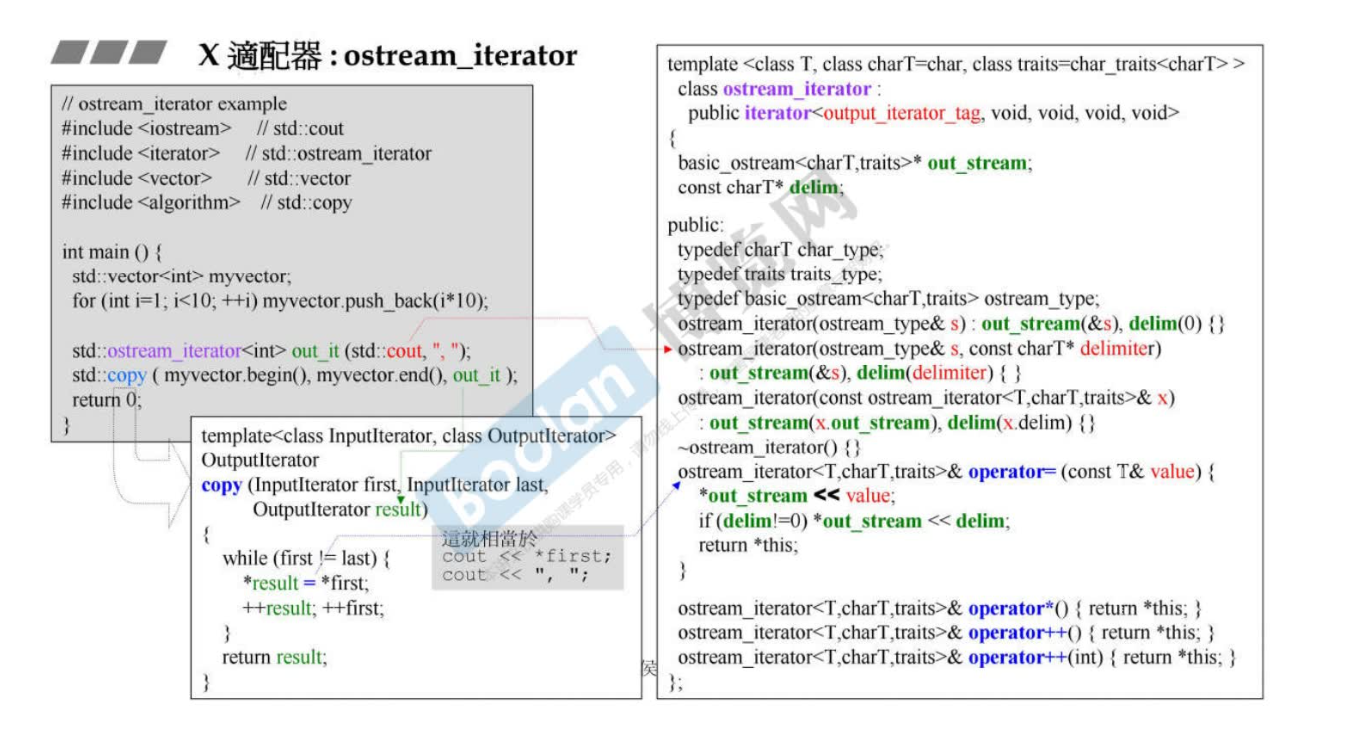 X 適配器 : ostream_iterator
// ostream_iterator example
#include <iostream>    // std::cout
#include <iterator>    // std::ostream_iterator
#include <vector>      // std::vector
#include <algorithm>   // std::copy
int main () {
std::vector<int> myvector;
for (int i=1; i<10; ++i) myvector.push_back(i*10);
std::ostream_iterator<int> out_it (std::cout, ", ");
std::copy ( myvector.begin(), myvector.end(), out_it );
return 0;
}
template<class InputIterator, class OutputIterator>
OutputIterator
copy (InputIterator first, InputIterator last,
OutputIterator result)
{
while (first != last) {
*result = *first;
++result; ++first;
}
return result;
}
這就相當於
cout << *first;
cout << ", ";
侯
template <class T, class charT=char, class traits=char_traits<charT> >
class ostream_iterator :
public iterator<output_iterator_tag, void, void, void, void>
{
basic_ostream<charT,traits>* out_stream;
const charT* delim;
public:
typedef charT char_type;
typedef traits traits_type;
typedef basic_ostream<charT,traits> ostream_type;
ostream_iterator(ostream_type& s) : out_stream(&s), delim(0) {}
ostream_iterator(ostream_type& s, const charT* delimiter)
: out_stream(&s), delim(delimiter) { }
ostream_iterator(const ostream_iterator<T,charT,traits>& x)
: out_stream(x.out_stream), delim(x.delim) {}
~ostream_iterator() {}
ostream_iterator<T,charT,traits>& operator= (const T& value) {
*out_stream << value;
if (delim!=0) *out_stream << delim;
return *this;
}
ostream_iterator<T,charT,traits>& operator*() { return *this; }
ostream_iterator<T,charT,traits>& operator++() { return *this; }
ostream_iterator<T,charT,traits>& operator++(int) { return *this; }
};
boolan 博览网